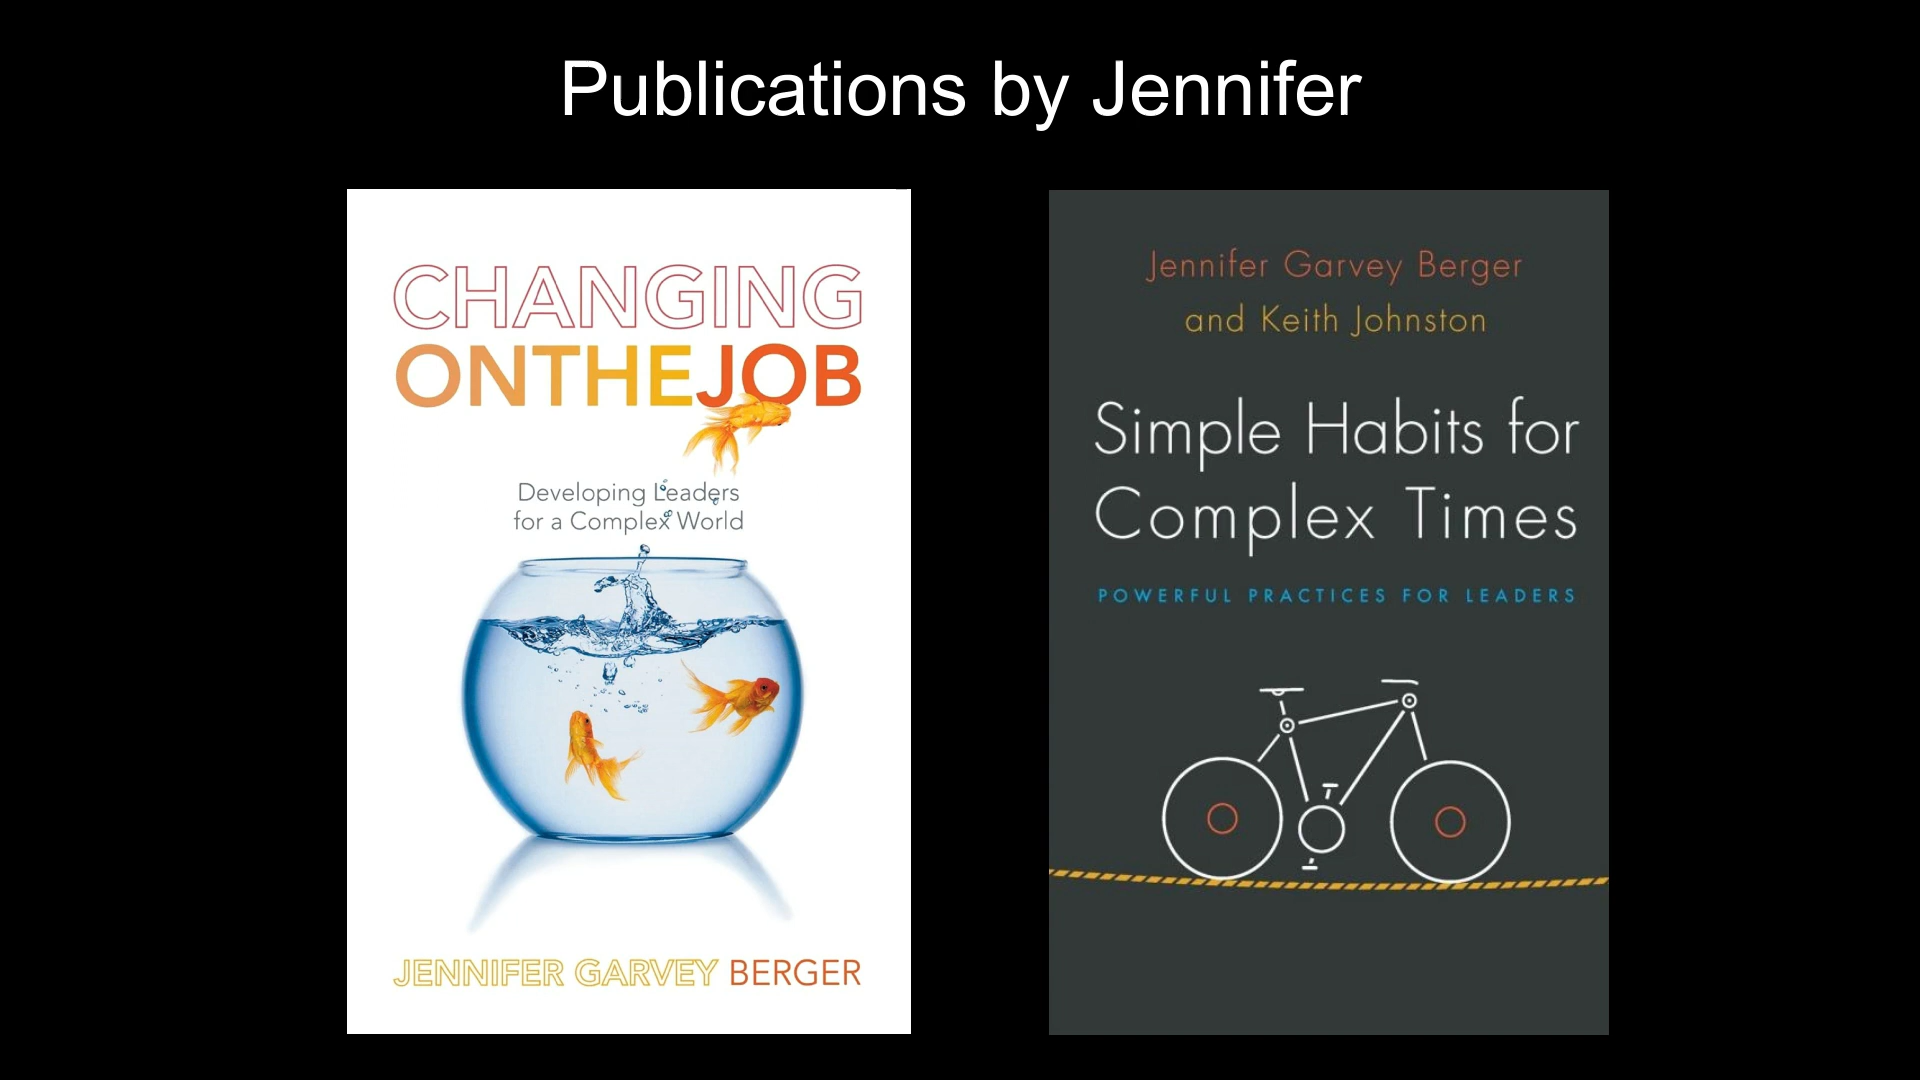 Publications by Jennifer
CHANGING
ONTHEJOB
Developing Leaders
for a Complex World
JENNIFER GARVEY BERGER
Jennifer Garvey Berger
and Keith Johnston
Simple Habits for
Complex Times
POWERFUL PRACTICES FOR LEADERS